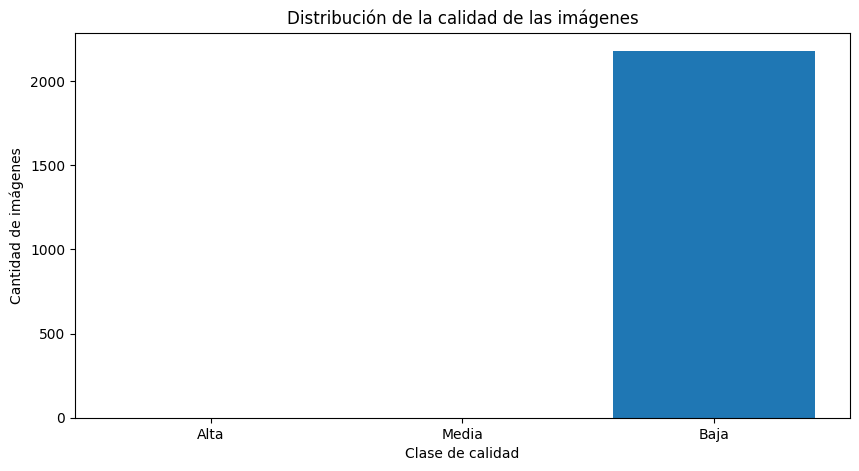 Distribución de la calidad de las imágenes
Cantidad de imágenes
2000
1500
1000
500
0
Alta Media Baja
Clase de calidad